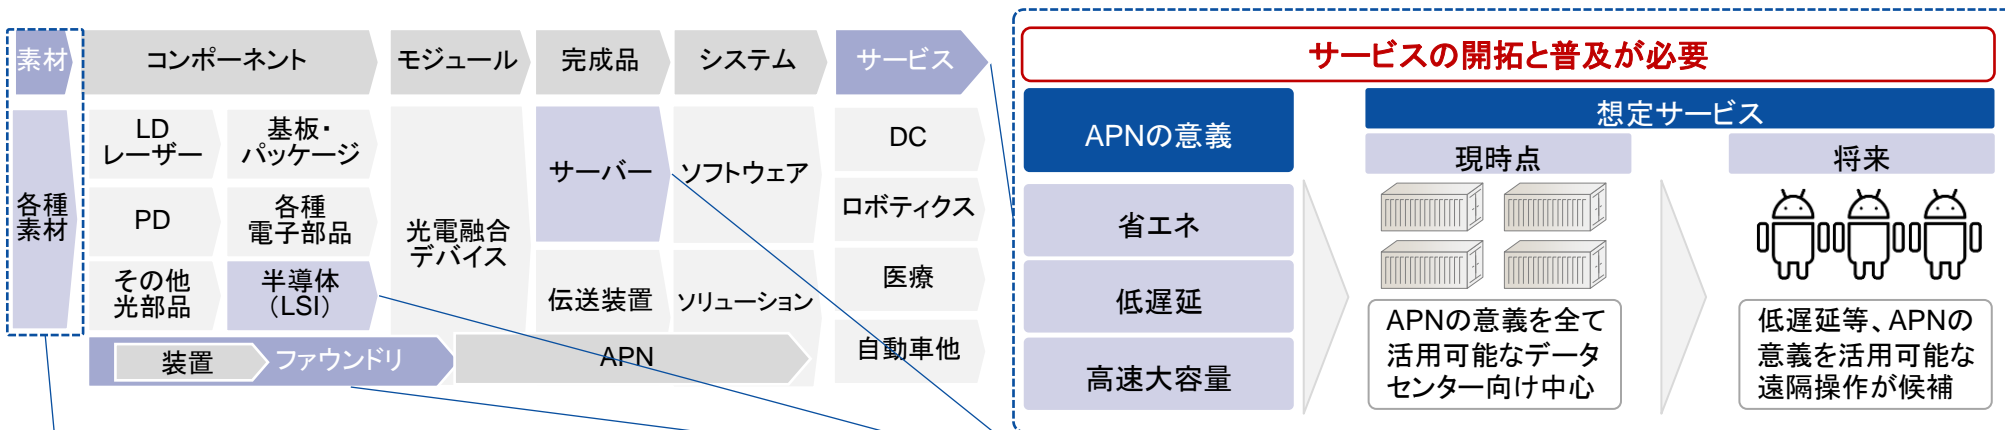 素材
コンポーネント
モジュール
完成品
システム
サービス
各種
素材
LD
レーザー
基板・
パッケージ
PD
各種
電子部品
その他
光部品
半導体
（LSI）
装置
ファウンドリ
光電融合
デバイス
サーバー
伝送装置
ソフトウェア
ソリューション
APN
DC
ロボティクス
医療
自動車他
サービスの開拓と普及が必要
APNの意義
省エネ
低遅延
高速大容量
想定サービス
現時点
将来
APNの意義を全て
活用可能なデータ
センター向け中心
低遅延等、APNの
意義を活用可能な
遠隔操作が候補